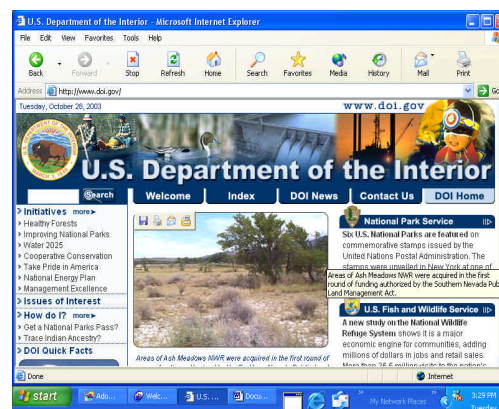 U.S. Department of the Interior - Microsoft Internet Explorer
File Edit View Favorites Tools Help
Back Forward Stop Refresh Home Search Favorites Media History Mail Print
Address http://www.doi.gov/ Go
Tuesday, October 28, 2003
www.doi.gov
U.S. Department of the Interior
Search Welcome Index DOI News Contact Us DOI Home
Initiatives more
Healthy Forests
Improving National Parks
Water 2025
Cooperative Conservation
Take Pride in America
National Energy Plan
Management Excellence
Issues of Interest
How do I? more
Get a National Parks Pass?
Trace Indian Ancestry?
DOI Quick Facts
Areas of Ash Meadows NWR were acquired in the first round of
National Park Service
Six U.S. National Parks are featured on
commemorative stamps issued by the
United Nations Postal Administration. The
stamps were unveiled in New York at one of
Areas of Ash Meadows NWR were acquired in the first
round of funding authorized by the Southern Nevada Pub
Land Management Act.
U.S. Fish and Wildlife Service
A new study on the National Wildlife
Refuge System shows it is a major
economic engine for communities, adding
millions of dollars in jobs and retail sales.
Done Internet
start Ado... Welc... U.S. ... Docu... My Network Places 3:29 PM
Tuesday